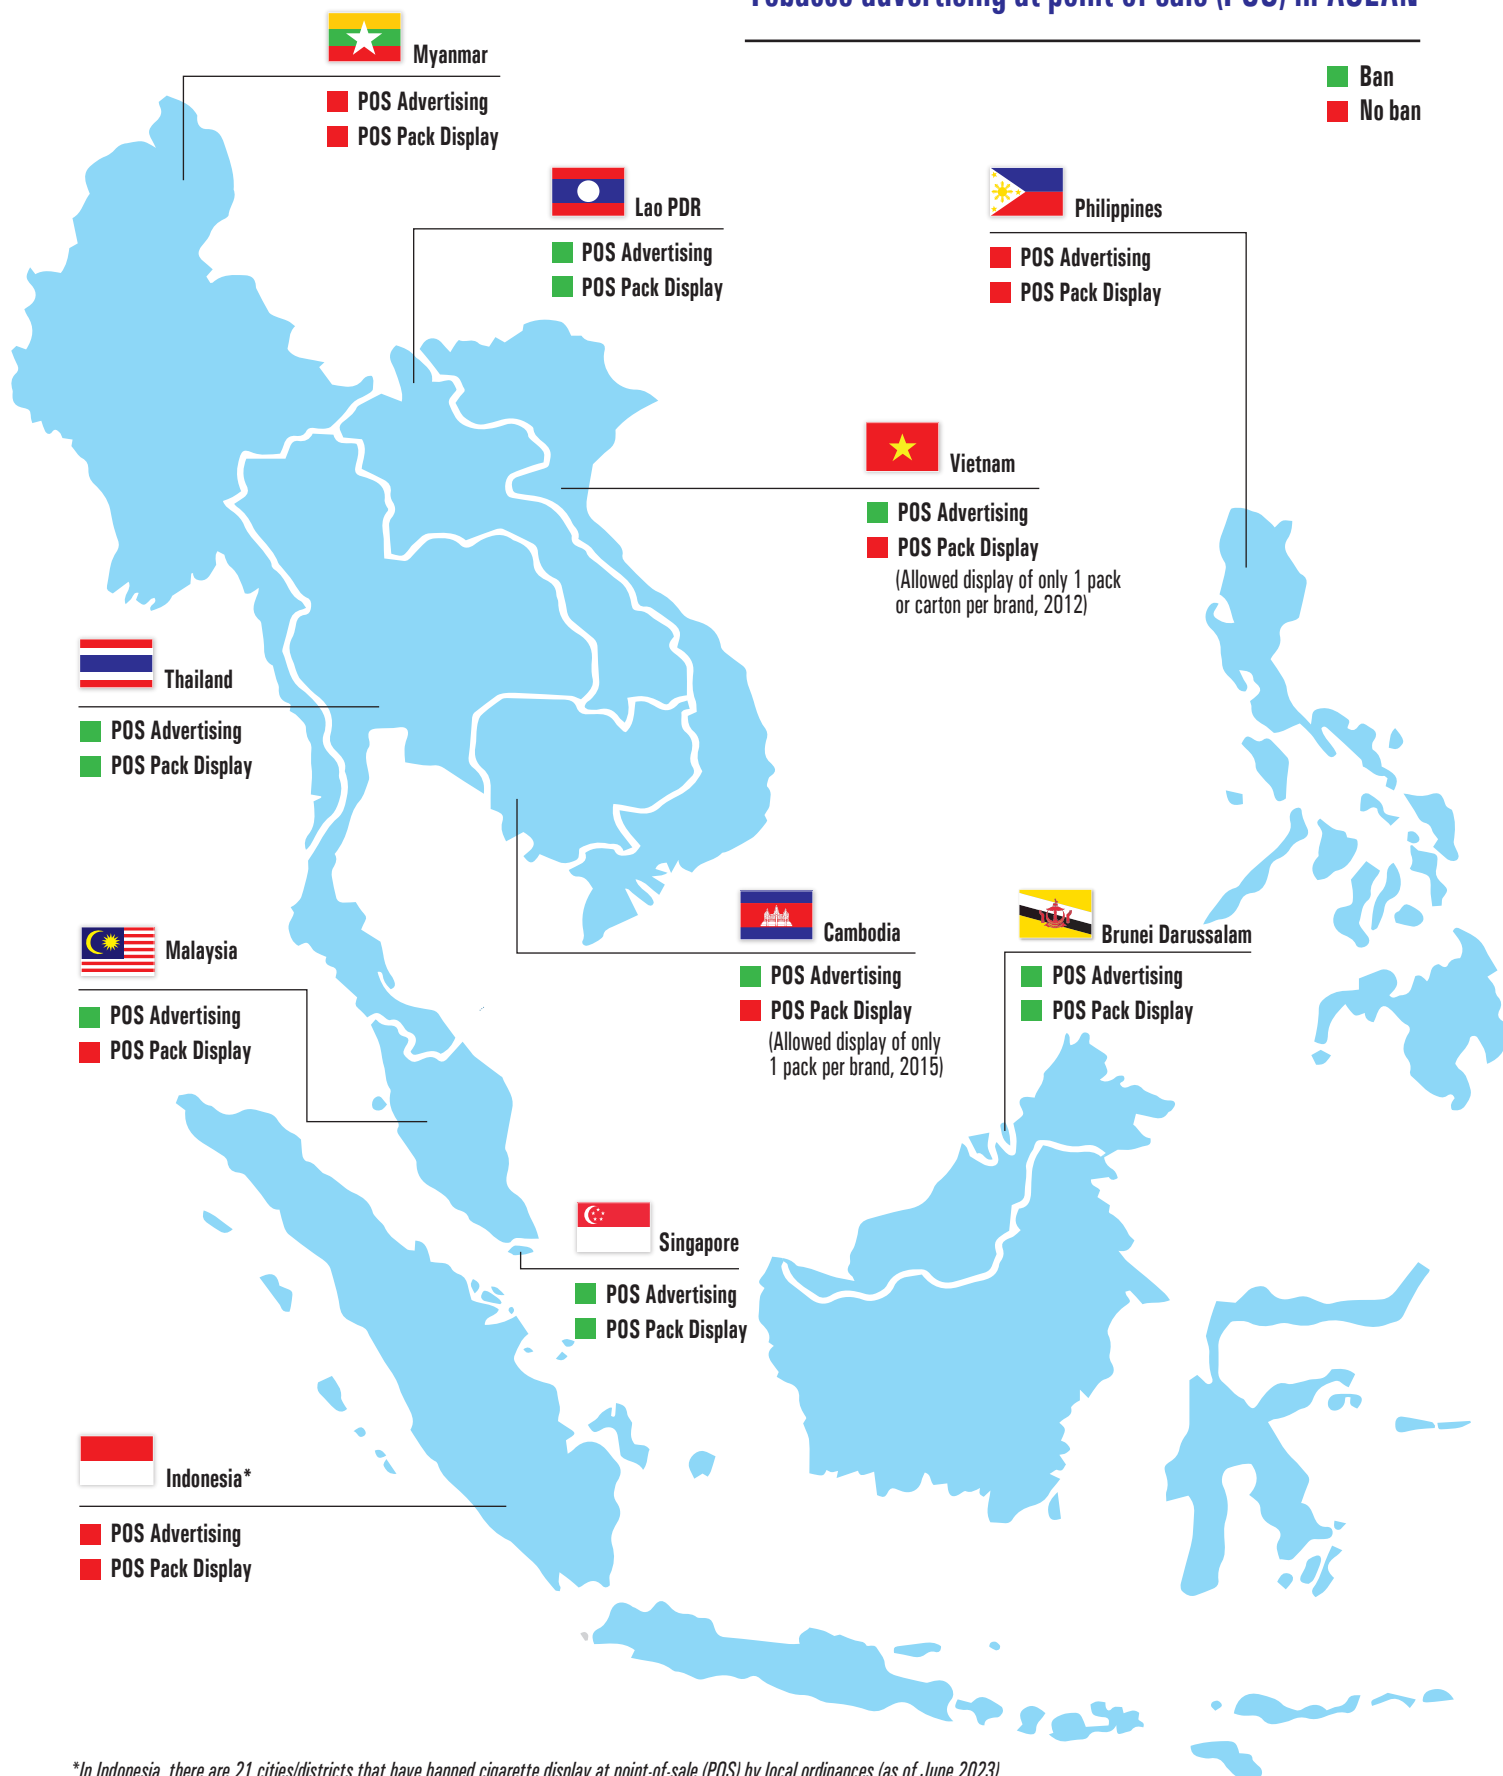 Tobacco advertising at point-of-sale (POS) in ASEAN
Ban
No ban
Myanmar
POS Advertising
POS Pack Display
Lao PDR
POS Advertising
POS Pack Display
Philippines
POS Advertising
POS Pack Display
Vietnam
POS Advertising
POS Pack Display
(Allowed display of only 1 pack
or carton per brand, 2012)
Thailand
POS Advertising
POS Pack Display
Cambodia
POS Advertising
POS Pack Display
(Allowed display of only
1 pack per brand, 2015)
Brunei Darussalam
POS Advertising
POS Pack Display
Malaysia
POS Advertising
POS Pack Display
Singapore
POS Advertising
POS Pack Display
Indonesia*
POS Advertising
POS Pack Display
*In Indonesia, there are 21 cities/districts that have banned cigarette display at point-of-sale (POS) by local ordinances (as of June 2023)